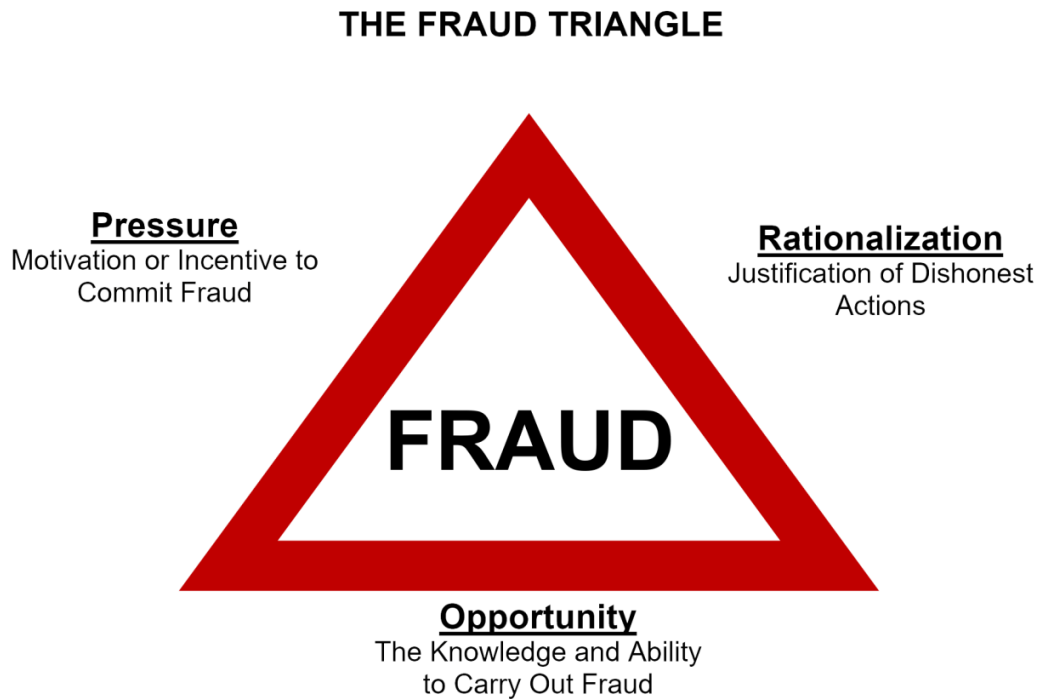 THE FRAUD TRIANGLE
Pressure
Motivation or Incentive to
Commit Fraud
Rationalization
Justification of Dishonest
Actions
FRAUD
Opportunity
The Knowledge and Ability
to Carry Out Fraud